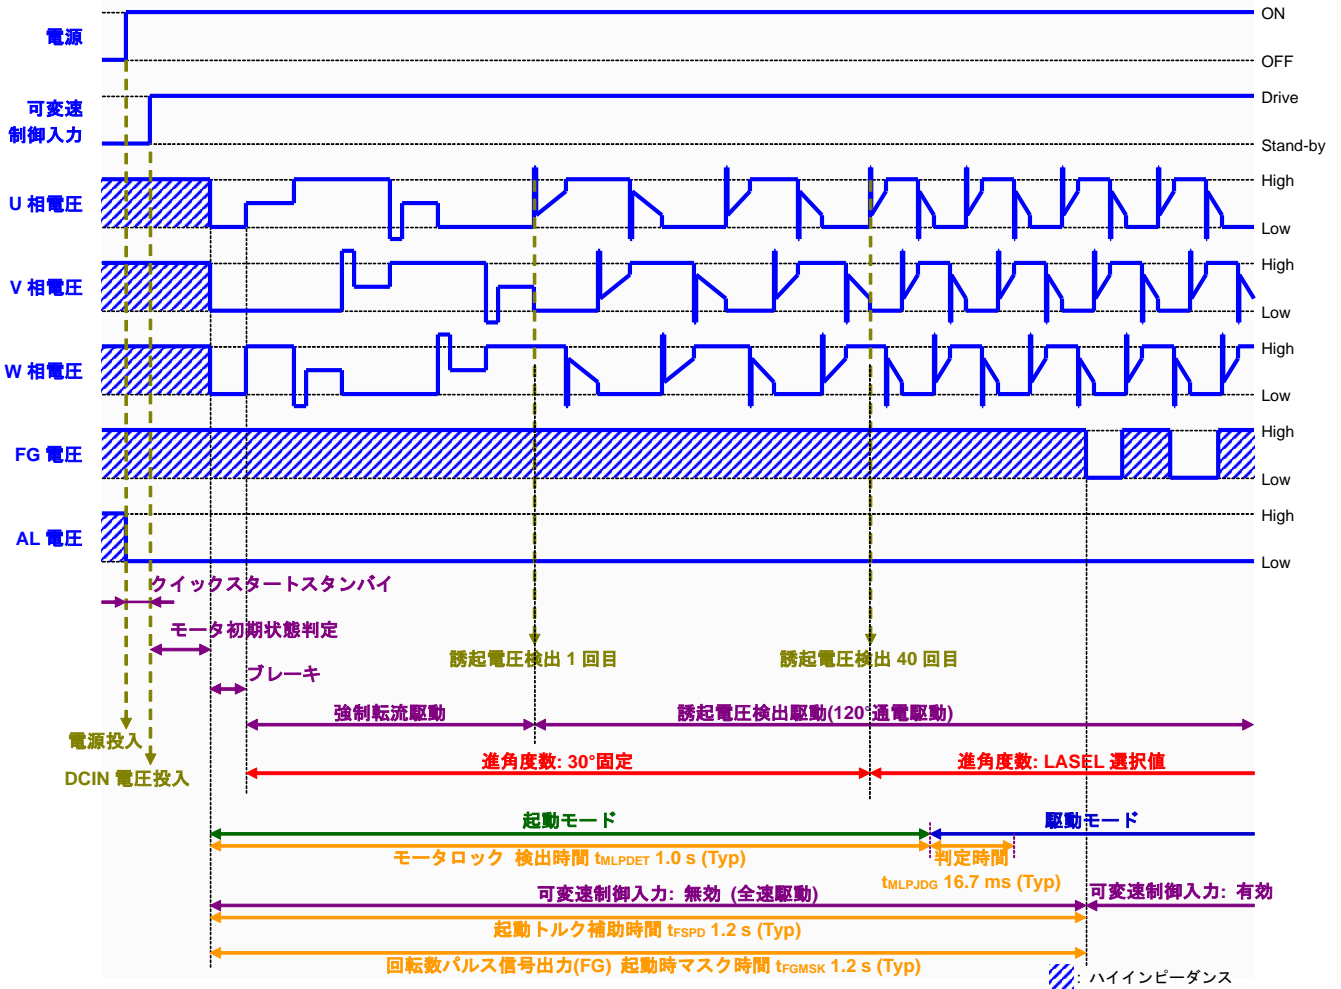 電源
ON
OFF
可変速
制御入力
Drive
Stand-by
U 相電圧
High
Low
V 相電圧
High
Low
W 相電圧
High
Low
FG 電圧
High
Low
AL 電圧
High
Low
クイックスタートスタンバイ
モータ初期状態判定
誘起電圧検出 1 回目
誘起電圧検出 40 回目
ブレーキ
強制転流駆動
誘起電圧検出駆動(120°通電駆動)
電源投入
進角度数: 30°固定
進角度数: LASEL 選択値
DCIN 電圧投入
起動モード
駆動モード
モータロック 検出時間 tMLPDET 1.0 s (Typ)
判定時間
tMLPJDG 16.7 ms (Typ)
可変速制御入力: 無効 (全速駆動)
可変速制御入力: 有効
起動トルク補助時間 tFSPD 1.2 s (Typ)
回転数パルス信号出力(FG) 起動時マスク時間 tFGMSK 1.2 s (Typ)
: ハイインピーダンス